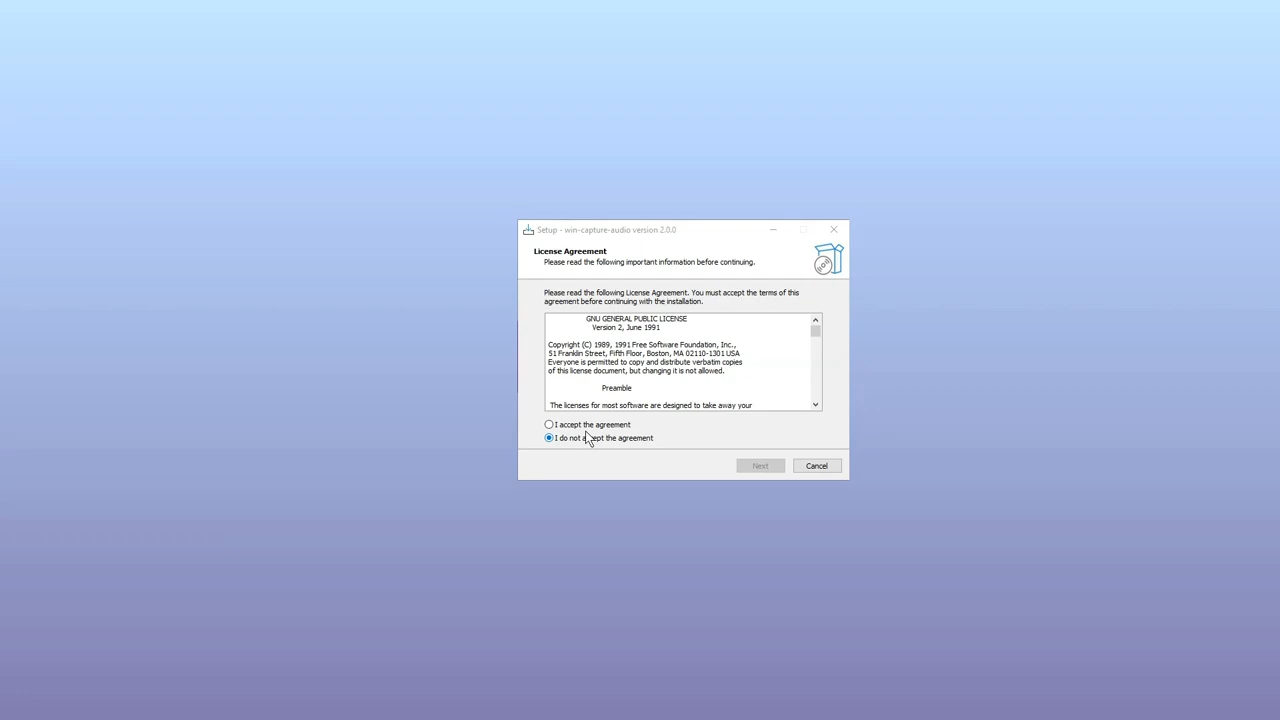 Setup - win-capture-audio version 2.0.0
License Agreement
Please read the following important information before continuing.
Please read the following License Agreement. You must accept the terms of this
agreement before continuing with the installation.
GNU GENERAL PUBLIC LICENSE
Version 2, June 1991
Copyright (C) 1989, 1991 Free Software Foundation, Inc.,
51 Franklin Street, Fifth Floor, Boston, MA 02110-1301 USA
Everyone is permitted to copy and distribute verbatim copies
of this license document, but changing it is not allowed.
Preamble
The licenses for most software are designed to take away your
I accept the agreement
I do not accept the agreement
Next
Cancel